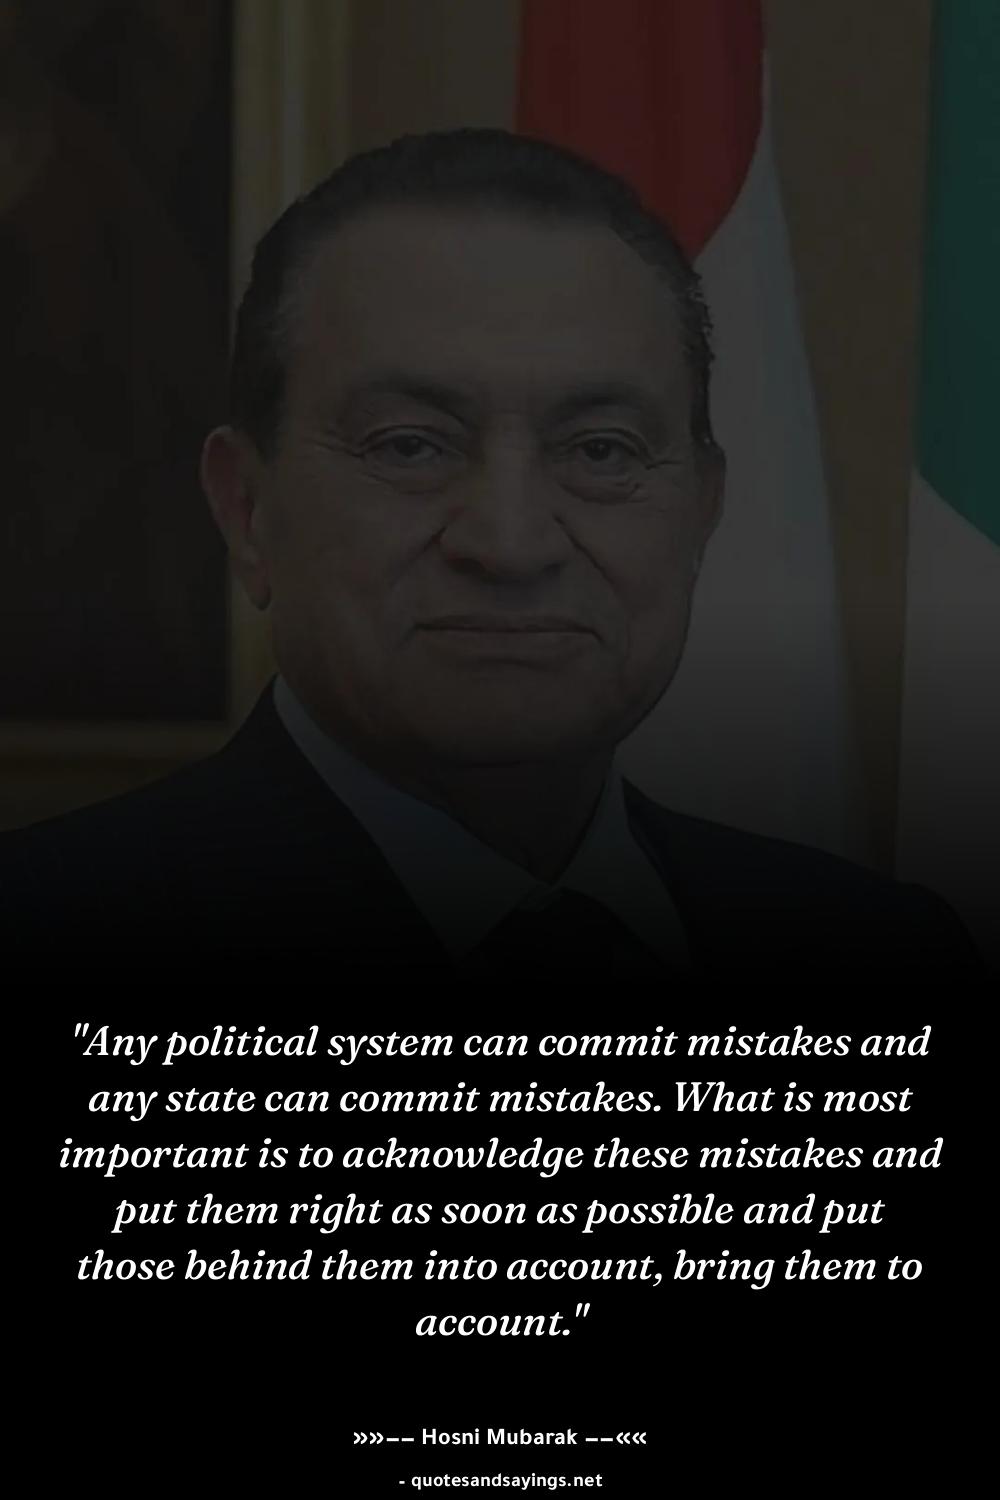 "Any political system can commit mistakes and
any state can commit mistakes. What is most
important is to acknowledge these mistakes and
put them right as soon as possible and put
those behind them into account, bring them to
account."
»»−− Hosni Mubarak −−««
- quotesandsayings.net